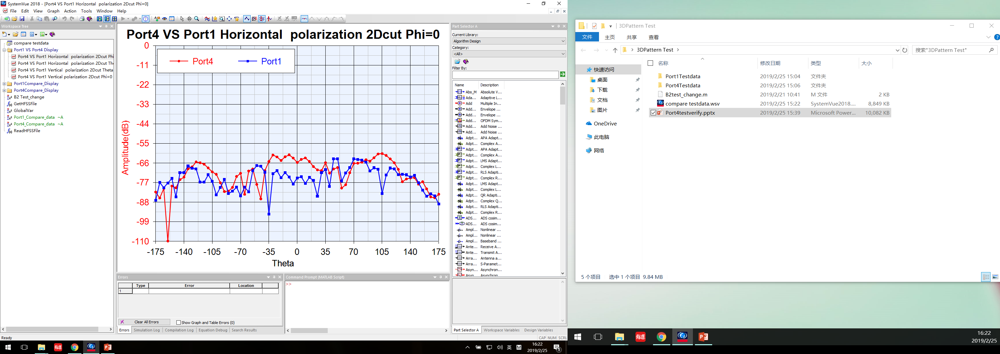 SystemVue 2018 - [Port4 VS Port1 Horizontal  polarization 2Dcut Phi=0]
File Edit View Graph Action Tools Window Help
Workspace Tree
compare testdata
Port1 VS Port4 Display
Port4 VS Port1 Horizontal  polarization 2Dcut Phi
Port4 VS Port1 Horizontal  polarization 2Dcut The
Port4 VS Port1 Vertical  polarization 2Dcut Theta
Port4 VS Port1 Vertical polarization 2Dcut Phi=0
Port1Compare_Display
Port4Compare_Display
B2 Test_change
GetHFSSFile
GlobalVar
Port1_Compare_data ~A
Port4_Compare_data ~A
ReadHFSSFile
Port4 VS Port1 Horizontal  polarization 2Dcut Phi=0
Port4 Port1
Amplitude(dB)
0
-11
-22
-33
-44
-55
-66
-77
-88
-99
-110
-175 -140 -105 -70 -35 0 35 70 105 140 175
Theta
Errors
Type Error Location
1
Clear All Errors
Show Graph and Table Errors (0)
Errors Simulation Log Compilation Log Equation Debug Search Results
Command Prompt (MATLAB Script)
>>
Part Selector A
Current Library:
Algorithm Design
Category:
<All>
Filter By:
Name Description
Abs_M Absolute V...
Ada... Adaptive L...
Add Multiple In...
Add... Envelope ...
Add... Envelope ...
Add... OFDM Sym...
Add... Add Noise ...
Add... Add Noise ...
Adpt... APA Adapt...
Adpt... Complex A...
Adpt... APA Adapt...
Adpt... Complex A...
Adpt... LMS Adapt...
Adpt... Complex L...
Adpt... RLS Adapti...
Adpt... Complex R...
Adpt... LMS Adapt...
Adpt... Complex L...
Adpt... QR Adapti...
Adpt... Complex Q...
Adpt... RLS Adapti...
Adpt... Complex R...
ADS... ADS cosim...
ADS... ADS cosim...
Ampl... Nonlinear ...
Ampl... Nonlinear ...
Ampl... Baseband ...
Ante... Receive A...
Ante... Transmit A...
Arra... Antenna a...
Arra... S-Paramet...
Asyn... Asynchron...
Asyn... Asynchron...
Part Selector A Workspace Variables Design Variables
Ready
CAP NUM SCRL
有道
英 M
16:22
2019/2/25
1
3DPattern Test
文件 主页 共享 查看
3DPattern Test
搜索"3DPattern Test"
名称 修改日期 类型 大小
快速访问
桌面
下载
文档
图片
OneDrive
此电脑
网络
Port1Testdata 2019/2/25 15:04 文件夹
Port4Testdata 2019/2/25 15:06 文件夹
B2test_change.m 2019/2/21 10:41 M 文件 2 KB
compare testdata.wsv 2019/2/25 15:22 SystemVue2018.... 8,849 KB
Port4testverify.pptx 2019/2/25 15:39 Microsoft Power... 10,082 KB
5 个项目 选中 1 个项目 9.84 MB
有道
16:22
2019/2/25